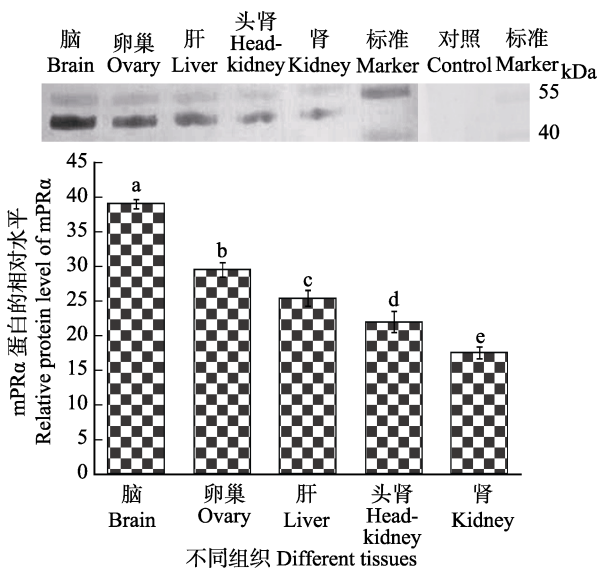 脑 卵巢 肝 头肾 肾 标准 对照 标准
Brain Ovary Liver Head-kidney Kidney Marker Control Marker kDa
55
40
mPRα 蛋白的相对水平
Relative protein level of mPRα
45
40
35
30
25
20
15
10
5
0
a
b
c
d
e
脑 卵巢 肝 头肾 肾
Brain Ovary Liver Head-kidney Kidney
不同组织 Different tissues